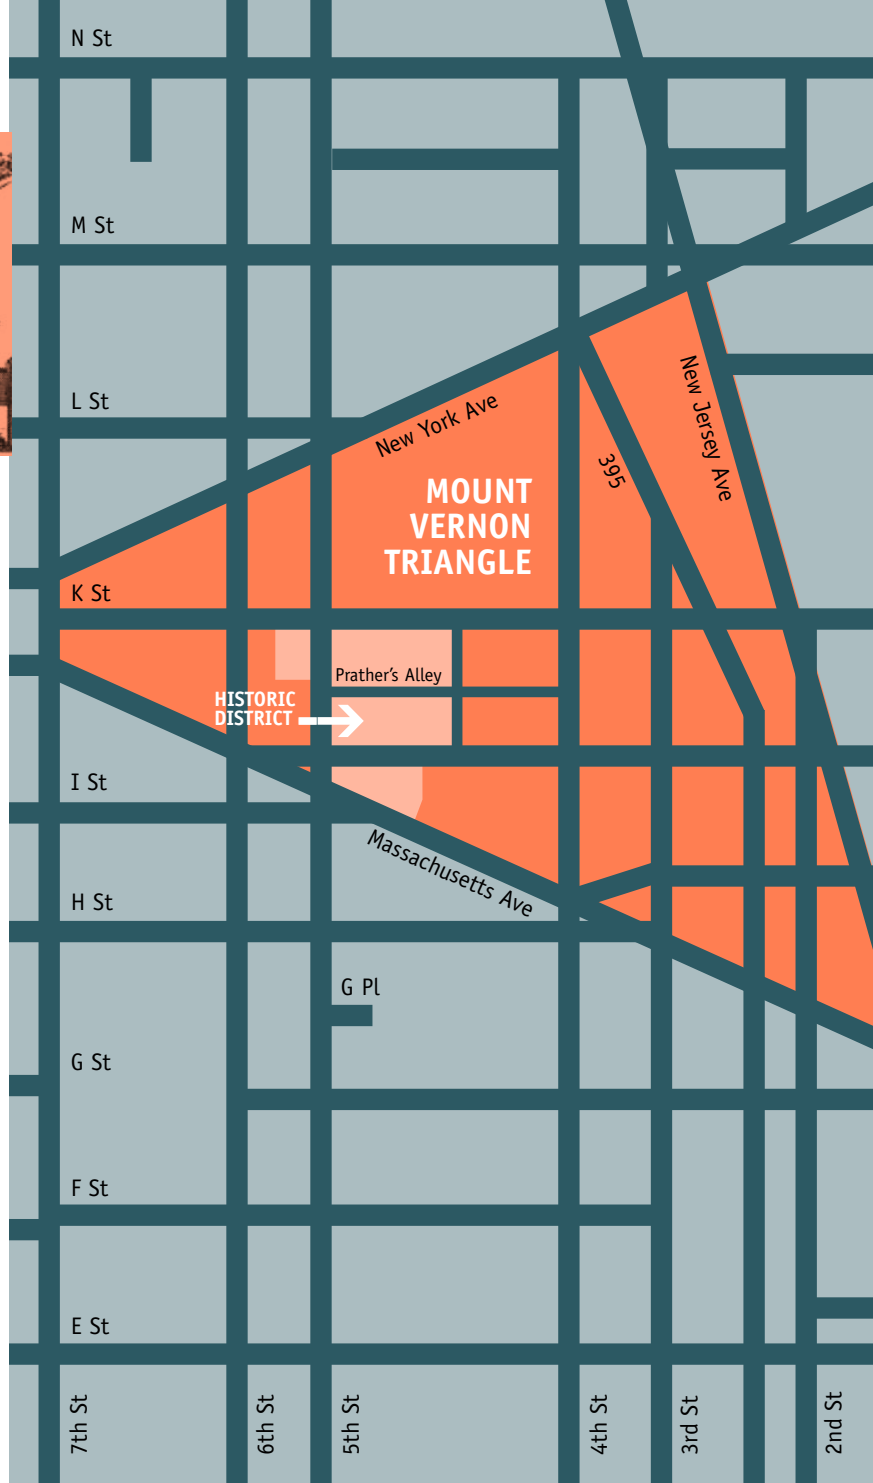 N St
M St
L St
New York Ave
New Jersey Ave
395
MOUNT
VERNON
TRIANGLE
K St
Prather's Alley
HISTORIC
DISTRICT
I St
Massachusetts Ave
H St
G Pl
G St
F St
E St
7th St
6th St
5th St
4th St
3rd St
2nd St